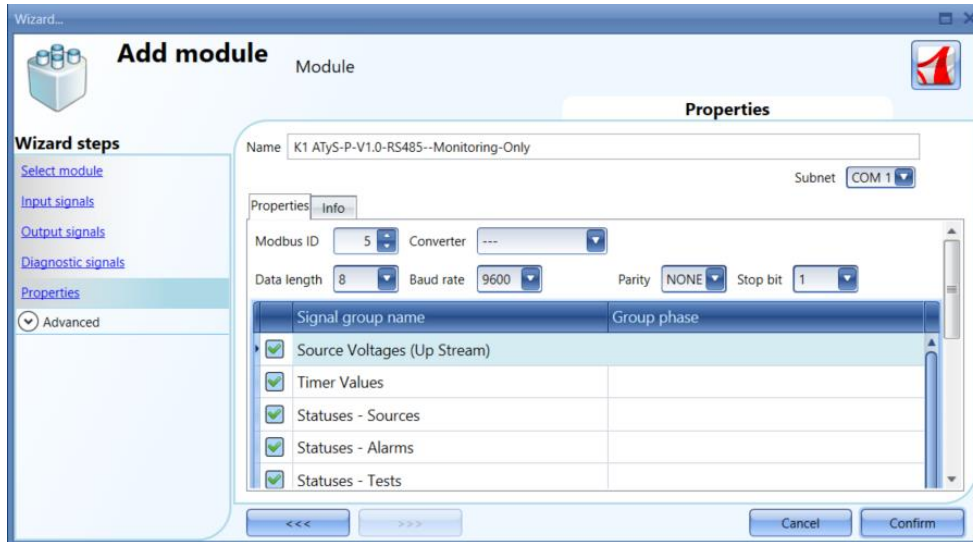 Wizard...
Add module
Module
Properties
Wizard steps
Select module
Input signals
Output signals
Diagnostic signals
Properties
Advanced
Name K1 ATyS-P-V1.0-RS485--Monitoring-Only
Subnet COM 1
Properties Info
Modbus ID 5 Converter ---
Data length 8 Baud rate 9600 Parity NONE Stop bit 1
Signal group name Group phase
Source Voltages (Up Stream)
Timer Values
Statuses - Sources
Statuses - Alarms
Statuses - Tests
<<< >>> Cancel Confirm